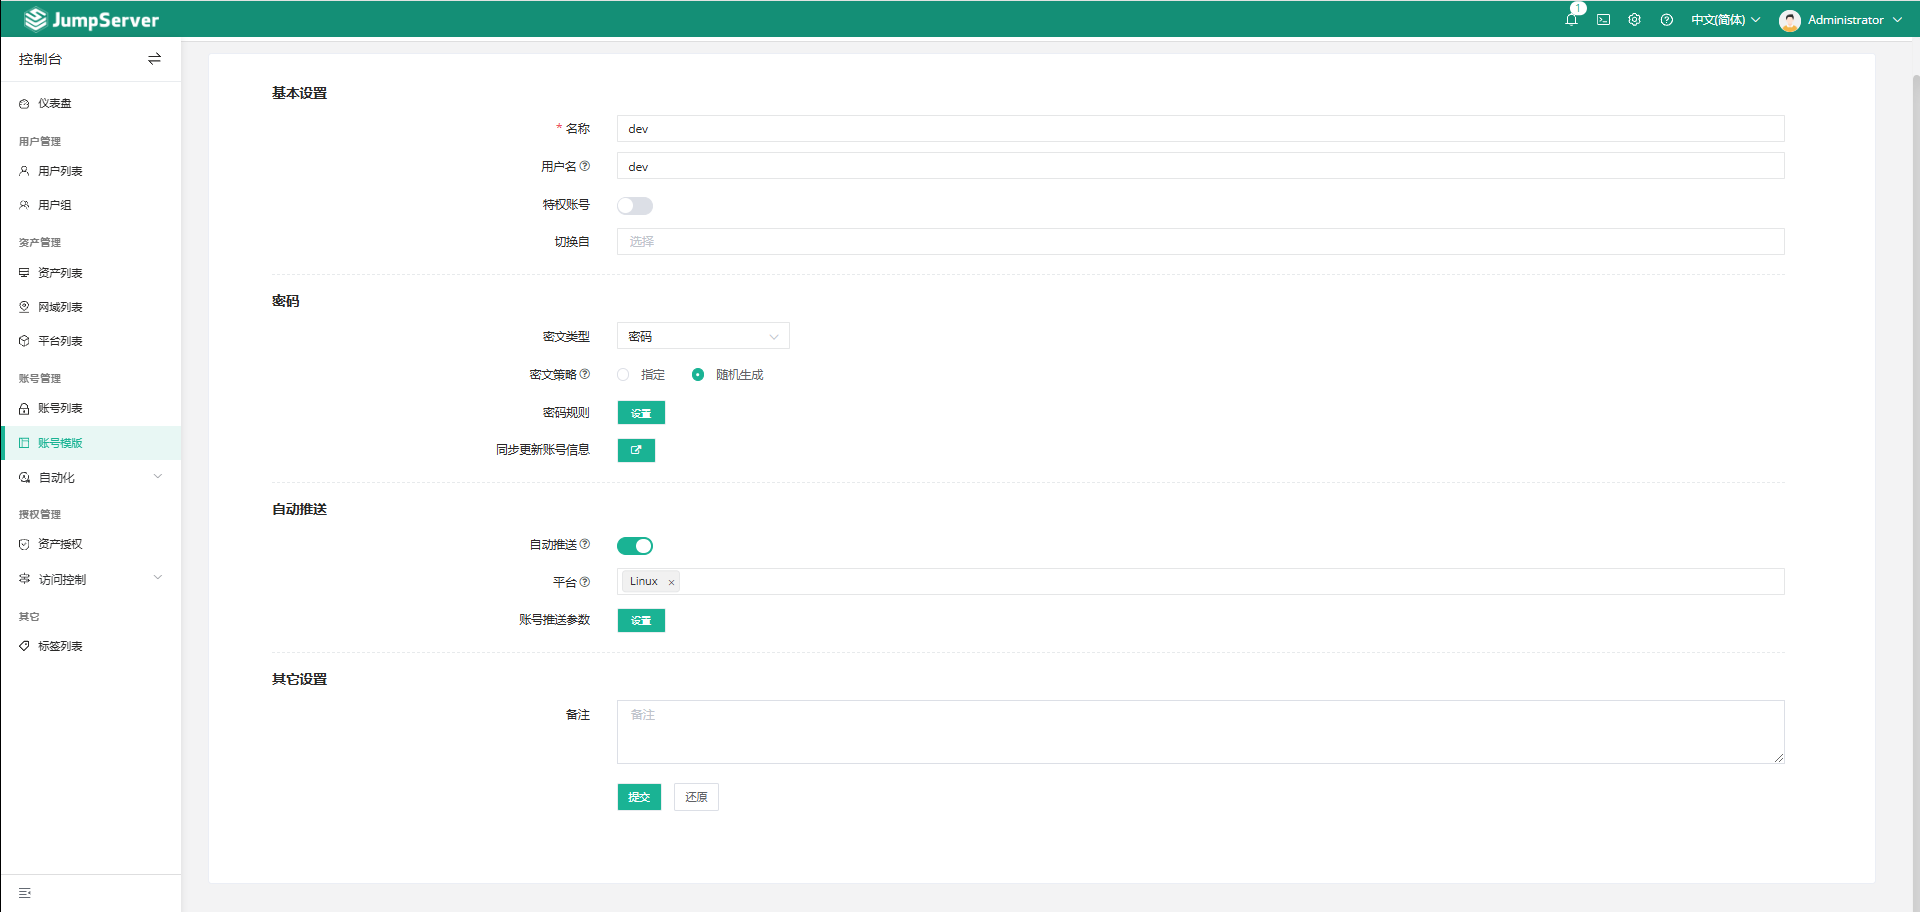 JumpServer
1
中文(简体)
Administrator
控制台
仪表盘
用户管理
用户列表
用户组
资产管理
资产列表
网域列表
平台列表
账号管理
账号列表
账号模版
自动化
授权管理
资产授权
访问控制
其它
标签列表
基本设置
* 名称 dev
用户名 dev
特权账号
切换自 选择
密码
密文类型 密码
密文策略 指定 随机生成
密码规则 设置
同步更新账号信息
自动推送
自动推送
平台 Linux ×
账号推送参数 设置
其它设置
备注 备注
提交 还原